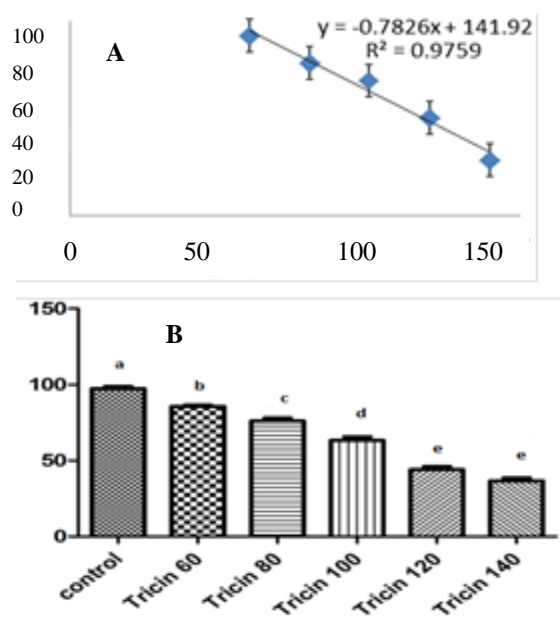 y = -0.7826x + 141.92
R² = 0.9759
A
100
80
60
40
20
0
0 50 100 150
B
150
100
50
0
a
b
c
d
e
e
control
Tricin 60
Tricin 80
Tricin 100
Tricin 120
Tricin 140